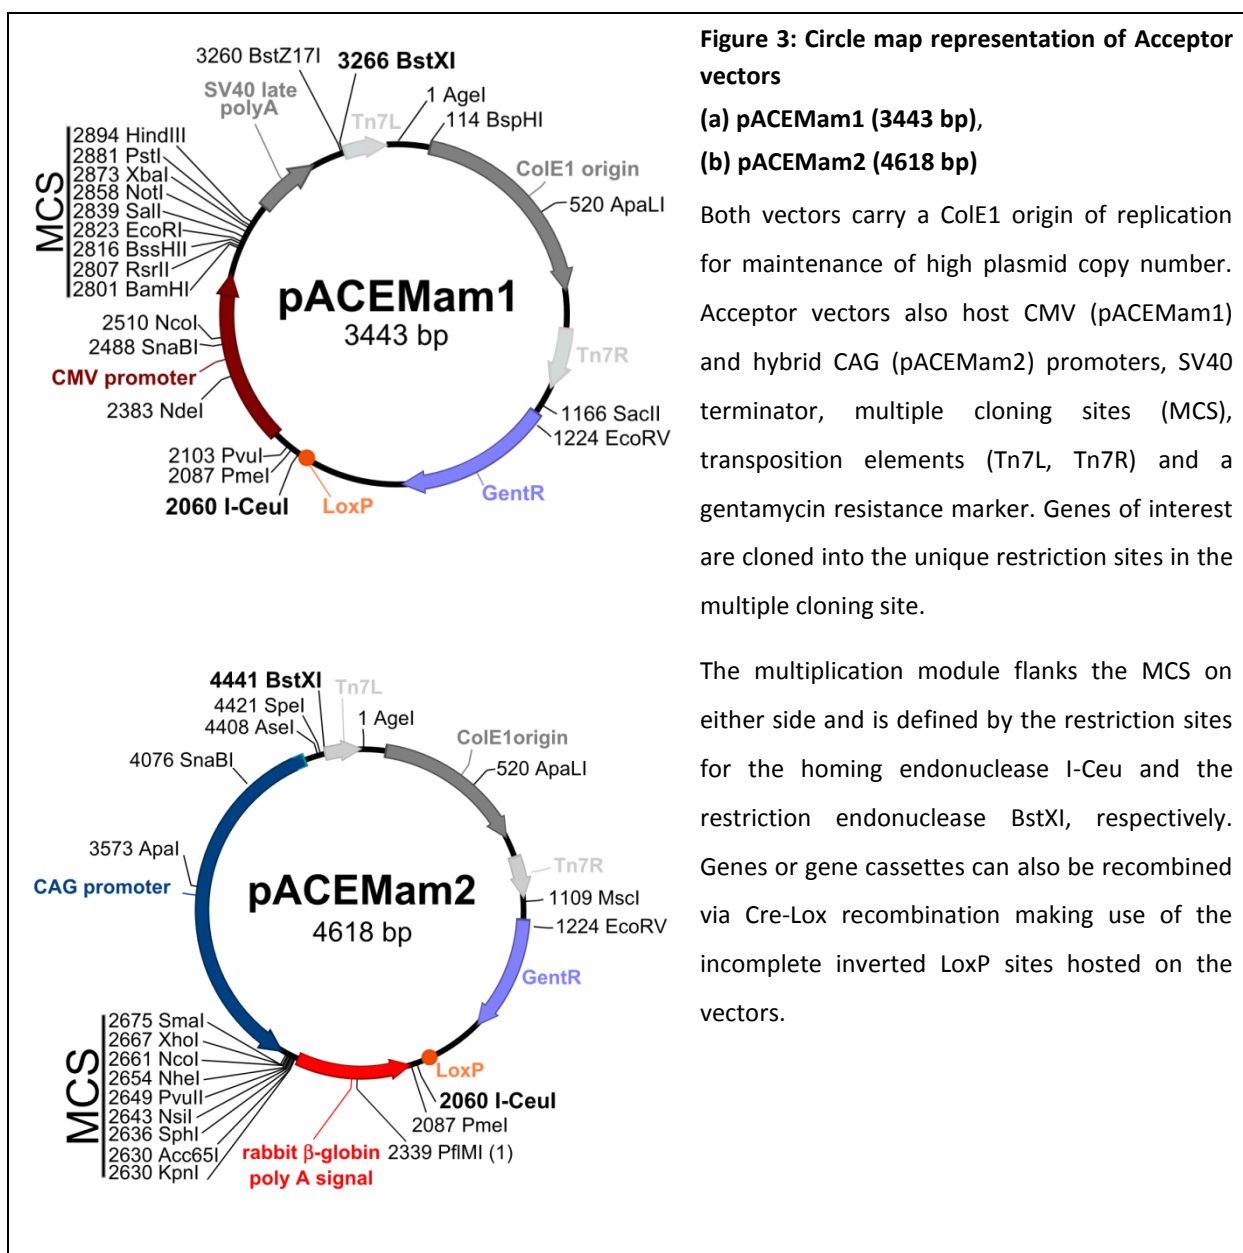 3260 BstZ17I
3266 BstXI
SV40 late
polyA
Tn7L
1 AgeI
114 BspHI
ColE1 origin
520 ApaLI
MCS
2894 HindIII
2881 PstI
2873 XbaI
2858 NotI
2839 SalI
2823 EcoRI
2816 BssHII
2807 RsrII
2801 BamHI
pACEMam1
3443 bp
2510 NcoI
2488 SnaBI
CMV promoter
2383 NdeI
Tn7R
1166 SacII
1224 EcoRV
2103 PvuI
2087 PmeI
2060 I-CeuI
LoxP
GentR
4441 BstXI
4421 SpeI
4408 AseI
Tn7L
1 AgeI
4076 SnaBI
ColE1origin
520 ApaLI
3573 ApaI
CAG promoter
pACEMam2
4618 bp
Tn7R
1109 MscI
1224 EcoRV
GentR
MCS
2675 SmaI
2667 XhoI
2661 NcoI
2654 NheI
2649 PvuII
2643 NsiI
2636 SphI
2630 Acc65I
2630 KpnI
LoxP
2060 I-CeuI
2087 PmeI
2339 PflMI (1)
rabbit β-globin
poly A signal
Figure 3: Circle map representation of Acceptor
vectors
(a) pACEMam1 (3443 bp),
(b) pACEMam2 (4618 bp)
Both vectors carry a ColE1 origin of replication
for maintenance of high plasmid copy number.
Acceptor vectors also host CMV (pACEMam1)
and hybrid CAG (pACEMam2) promoters, SV40
terminator, multiple cloning sites (MCS),
transposition elements (Tn7L, Tn7R) and a
gentamycin resistance marker. Genes of interest
are cloned into the unique restriction sites in the
multiple cloning site.
The multiplication module flanks the MCS on
either side and is defined by the restriction sites
for the homing endonuclease I-Ceu and the
restriction endonuclease BstXI, respectively.
Genes or gene cassettes can also be recombined
via Cre-Lox recombination making use of the
incomplete inverted LoxP sites hosted on the
vectors.